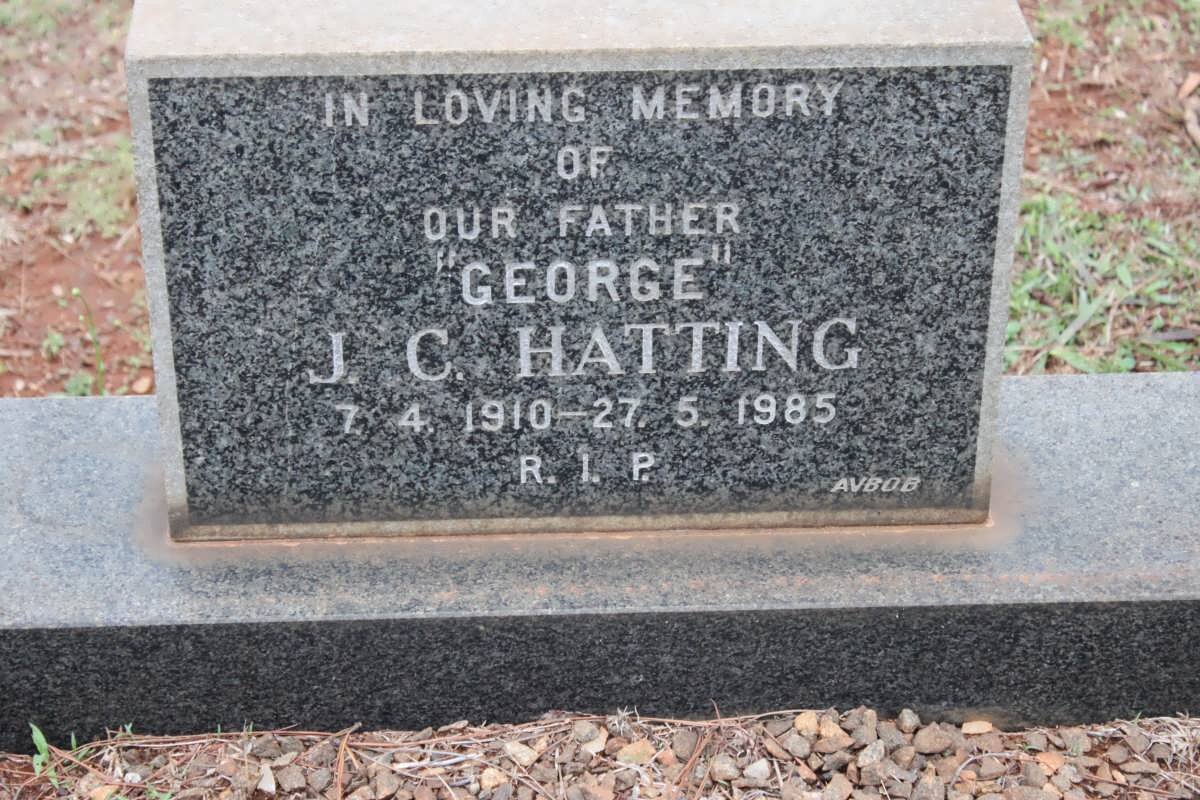 IN LOVING MEMORY
OF
OUR FATHER
"GEORGE"
J. C. HATTING
7. 4. 1910—27. 5. 1985
R. I. P.
AVBOB